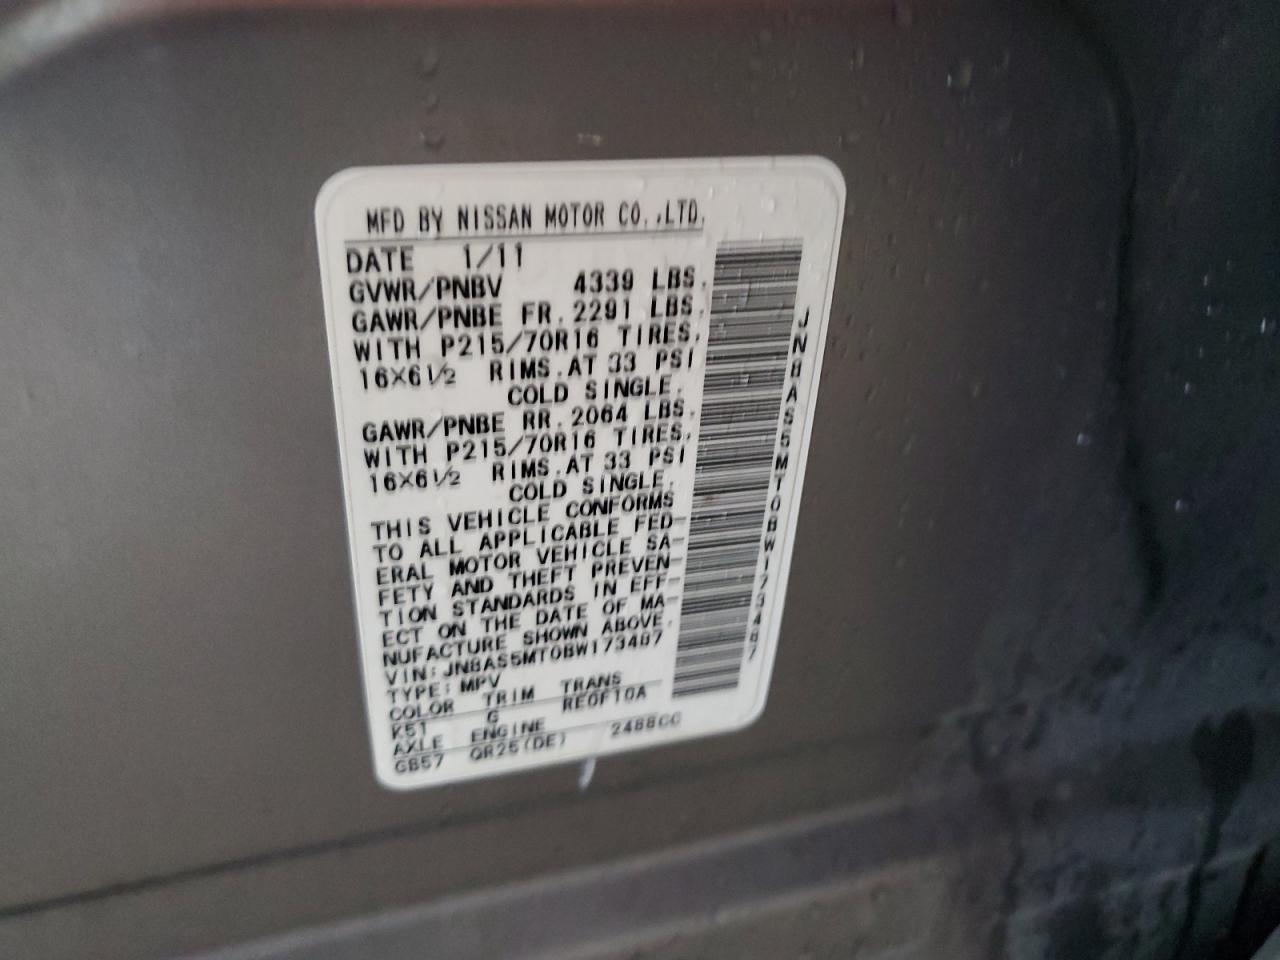 MFD BY NISSAN MOTOR CO.,LTD.
DATE 1/11
GVWR/PNBV 4339 LBS.
GAWR/PNBE FR. 2291 LBS.
WITH P215/70R16 TIRES,
16×6½ RIMS.AT 33 PSI
COLD SINGLE.
GAWR/PNBE RR. 2064 LBS.
WITH P215/70R16 TIRES,
16×6½ RIMS.AT 33 PSI
COLD SINGLE.
THIS VEHICLE CONFORMS
TO ALL APPLICABLE FED-
ERAL MOTOR VEHICLE SA-
FETY AND THEFT PREVEN-
TION STANDARDS IN EFF-
ECT ON THE DATE OF MA-
NUFACTURE SHOWN ABOVE.
VIN:JN8AS5MT0BW173487
TYPE:MPV
COLOR TRIM TRANS
K51 G RE0F10A
AXLE ENGINE
GB57 QR25(DE) 2488CC
JN8AS5MT0BW173487